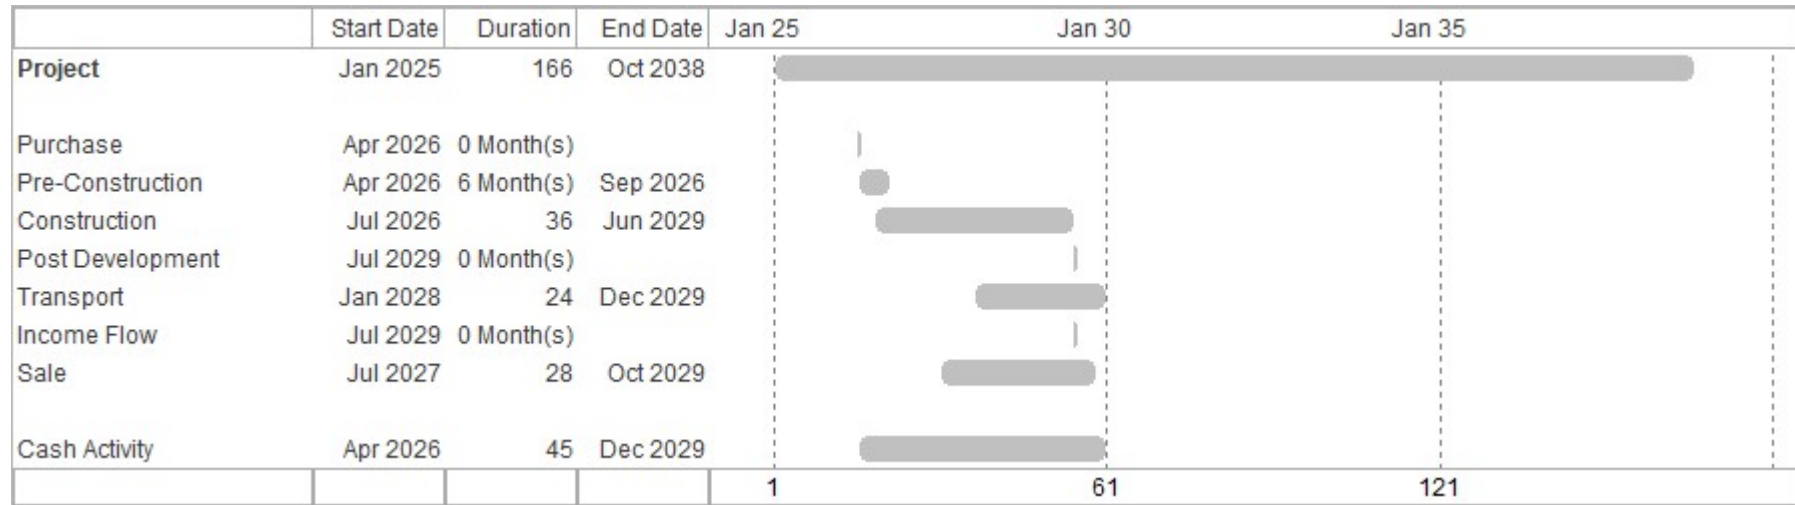 Start Date Duration End Date Jan 25 Jan 30 Jan 35
Project Jan 2025 166 Oct 2038
Purchase Apr 2026 0 Month(s)
Pre-Construction Apr 2026 6 Month(s) Sep 2026
Construction Jul 2026 36 Jun 2029
Post Development Jul 2029 0 Month(s)
Transport Jan 2028 24 Dec 2029
Income Flow Jul 2029 0 Month(s)
Sale Jul 2027 28 Oct 2029
Cash Activity Apr 2026 45 Dec 2029
1 61 121